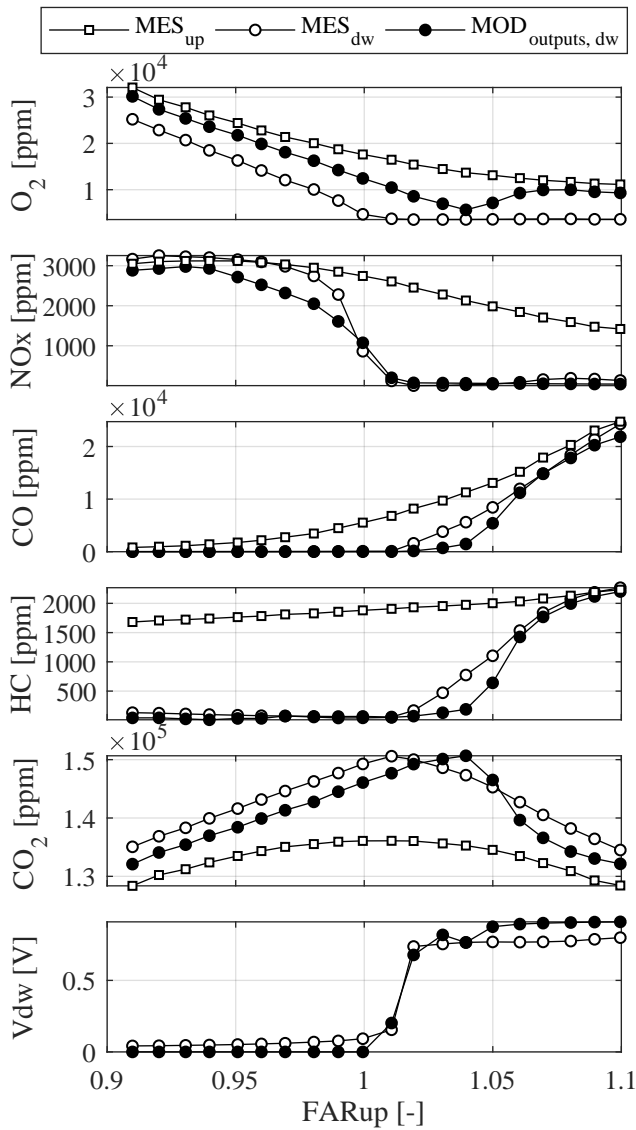 MES_up MES_dw MOD_outputs, dw
×10^4
3
2
1
O_2 [ppm]
3000
2000
1000
NOx [ppm]
×10^4
2
1
0
CO [ppm]
2000
1500
1000
500
HC [ppm]
×10^5
1.5
1.4
1.3
CO_2 [ppm]
0.5
0
Vdw [V]
0.9 0.95 1 1.05 1.1
FARup [-]